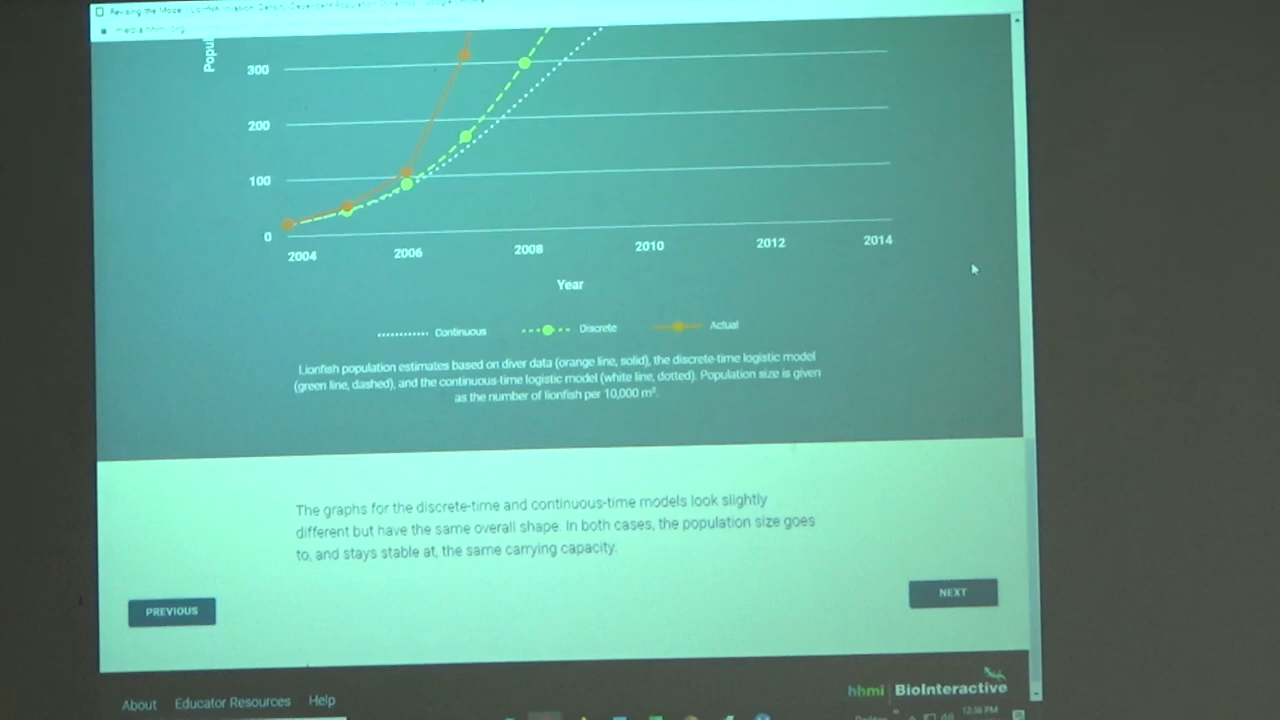 Popul
300
200
100
0
2004 2006 2008 2010 2012 2014
Year
Continuous Discrete Actual
Lionfish population estimates based on diver data (orange line, solid), the discrete-time logistic model
(green line, dashed), and the continuous-time logistic model (white line, dotted). Population size is given
as the number of lionfish per 10,000 m².
The graphs for the discrete-time and continuous-time models look slightly
different but have the same overall shape. In both cases, the population size goes
to, and stays stable at, the same carrying capacity.
PREVIOUS NEXT
About Educator Resources Help hhmi BioInteractive
12:36 PM